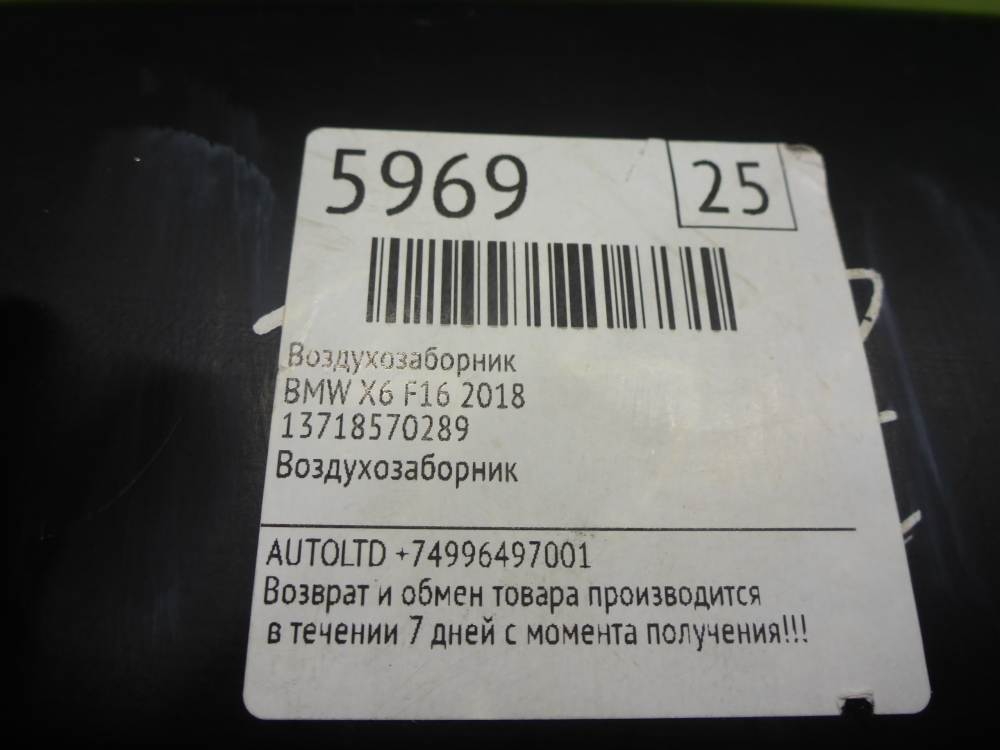 5969 25
Воздухозаборник
BMW X6 F16 2018
13718570289
Воздухозаборник
AUTOLTD +74996497001
Возврат и обмен товара производится
в течении 7 дней с момента получения!!!